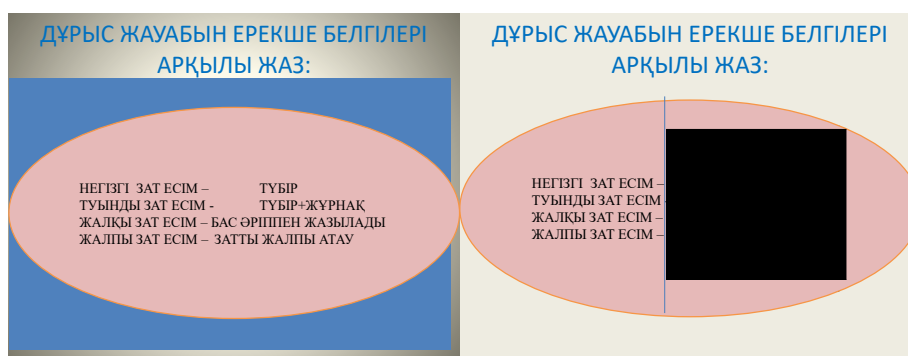 ДҰРЫС ЖАУАБЫН ЕРЕКШЕ БЕЛГІЛЕРІ
АРҚЫЛЫ ЖАЗ:
НЕГІЗГІ ЗАТ ЕСІМ – ТҮБІР
ТУЫНДЫ ЗАТ ЕСІМ - ТҮБІР+ЖҰРНАҚ
ЖАЛҚЫ ЗАТ ЕСІМ – БАС ӘРІППЕН ЖАЗЫЛАДЫ
ЖАЛПЫ ЗАТ ЕСІМ – ЗАТТЫ ЖАЛПЫ АТАУ
ДҰРЫС ЖАУАБЫН ЕРЕКШЕ БЕЛГІЛЕРІ
АРҚЫЛЫ ЖАЗ:
НЕГІЗГІ ЗАТ ЕСІМ –
ТУЫНДЫ ЗАТ ЕСІМ
ЖАЛҚЫ ЗАТ ЕСІМ –
ЖАЛПЫ ЗАТ ЕСІМ –